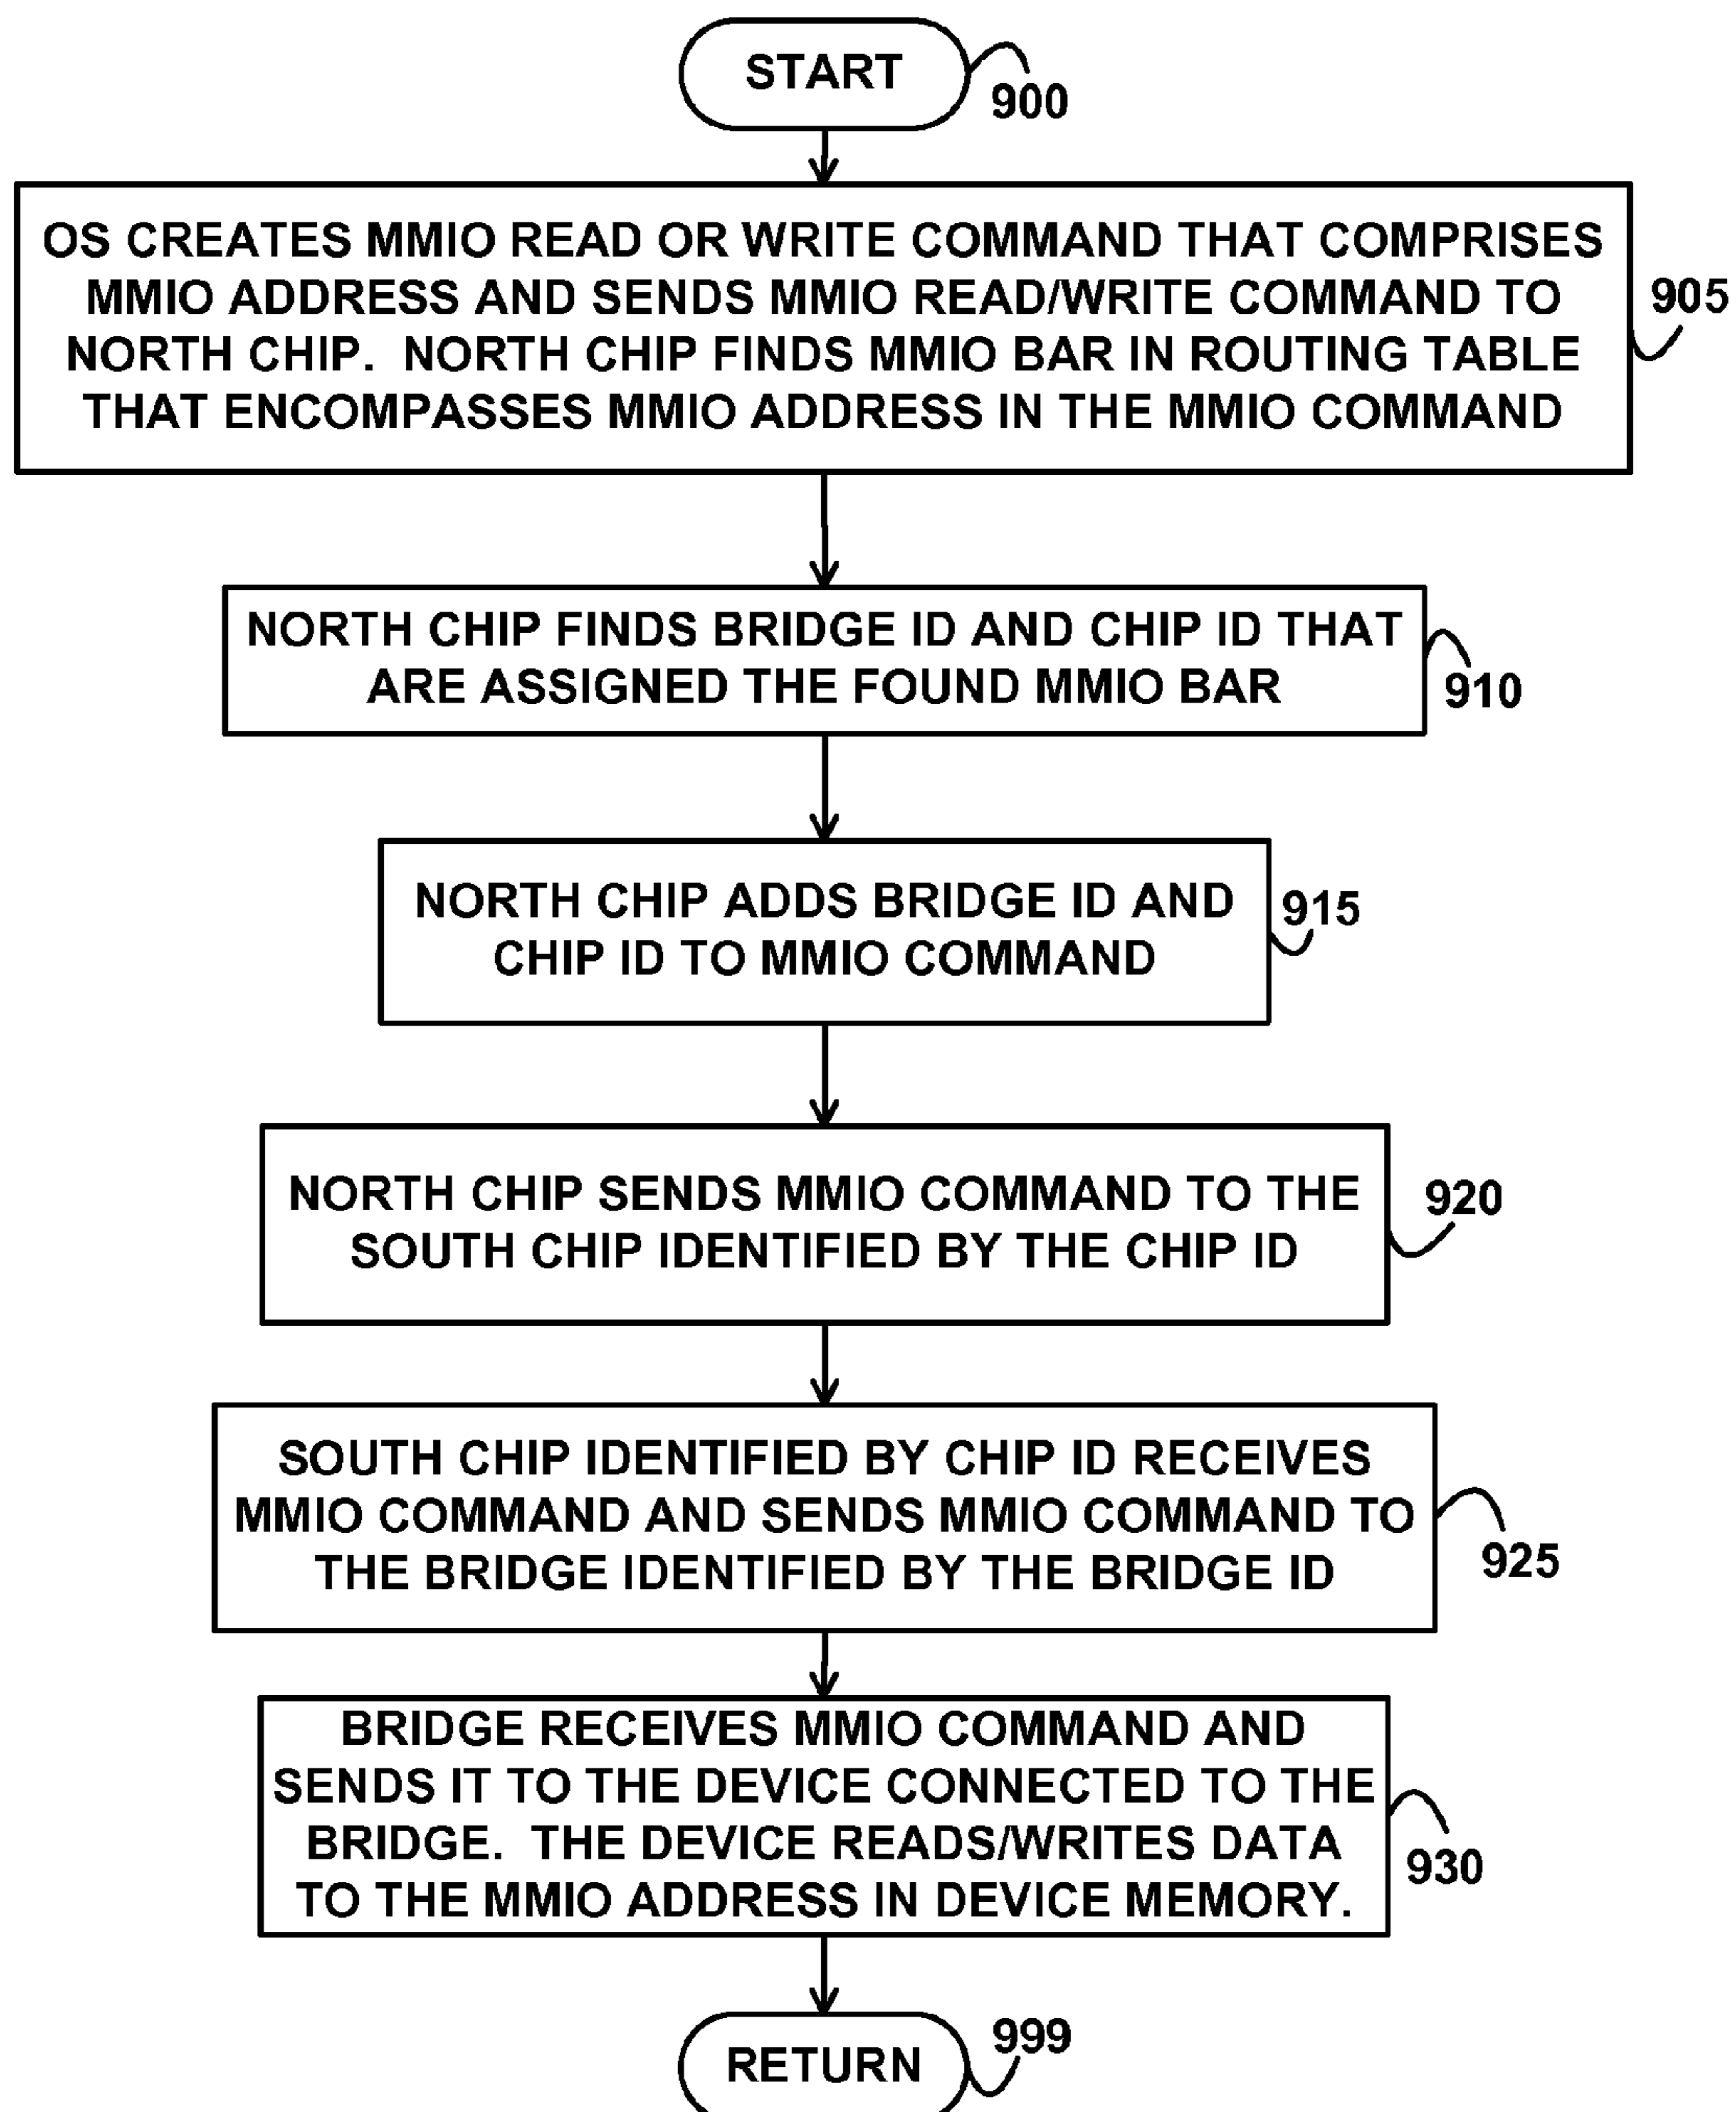 START
900
OS CREATES MMIO READ OR WRITE COMMAND THAT COMPRISES
MMIO ADDRESS AND SENDS MMIO READ/WRITE COMMAND TO
NORTH CHIP. NORTH CHIP FINDS MMIO BAR IN ROUTING TABLE
THAT ENCOMPASSES MMIO ADDRESS IN THE MMIO COMMAND
905
NORTH CHIP FINDS BRIDGE ID AND CHIP ID THAT
ARE ASSIGNED THE FOUND MMIO BAR
910
NORTH CHIP ADDS BRIDGE ID AND
CHIP ID TO MMIO COMMAND
915
NORTH CHIP SENDS MMIO COMMAND TO THE
SOUTH CHIP IDENTIFIED BY THE CHIP ID
920
SOUTH CHIP IDENTIFIED BY CHIP ID RECEIVES
MMIO COMMAND AND SENDS MMIO COMMAND TO
THE BRIDGE IDENTIFIED BY THE BRIDGE ID
925
BRIDGE RECEIVES MMIO COMMAND AND
SENDS IT TO THE DEVICE CONNECTED TO THE
BRIDGE. THE DEVICE READS/WRITES DATA
TO THE MMIO ADDRESS IN DEVICE MEMORY.
930
RETURN
999